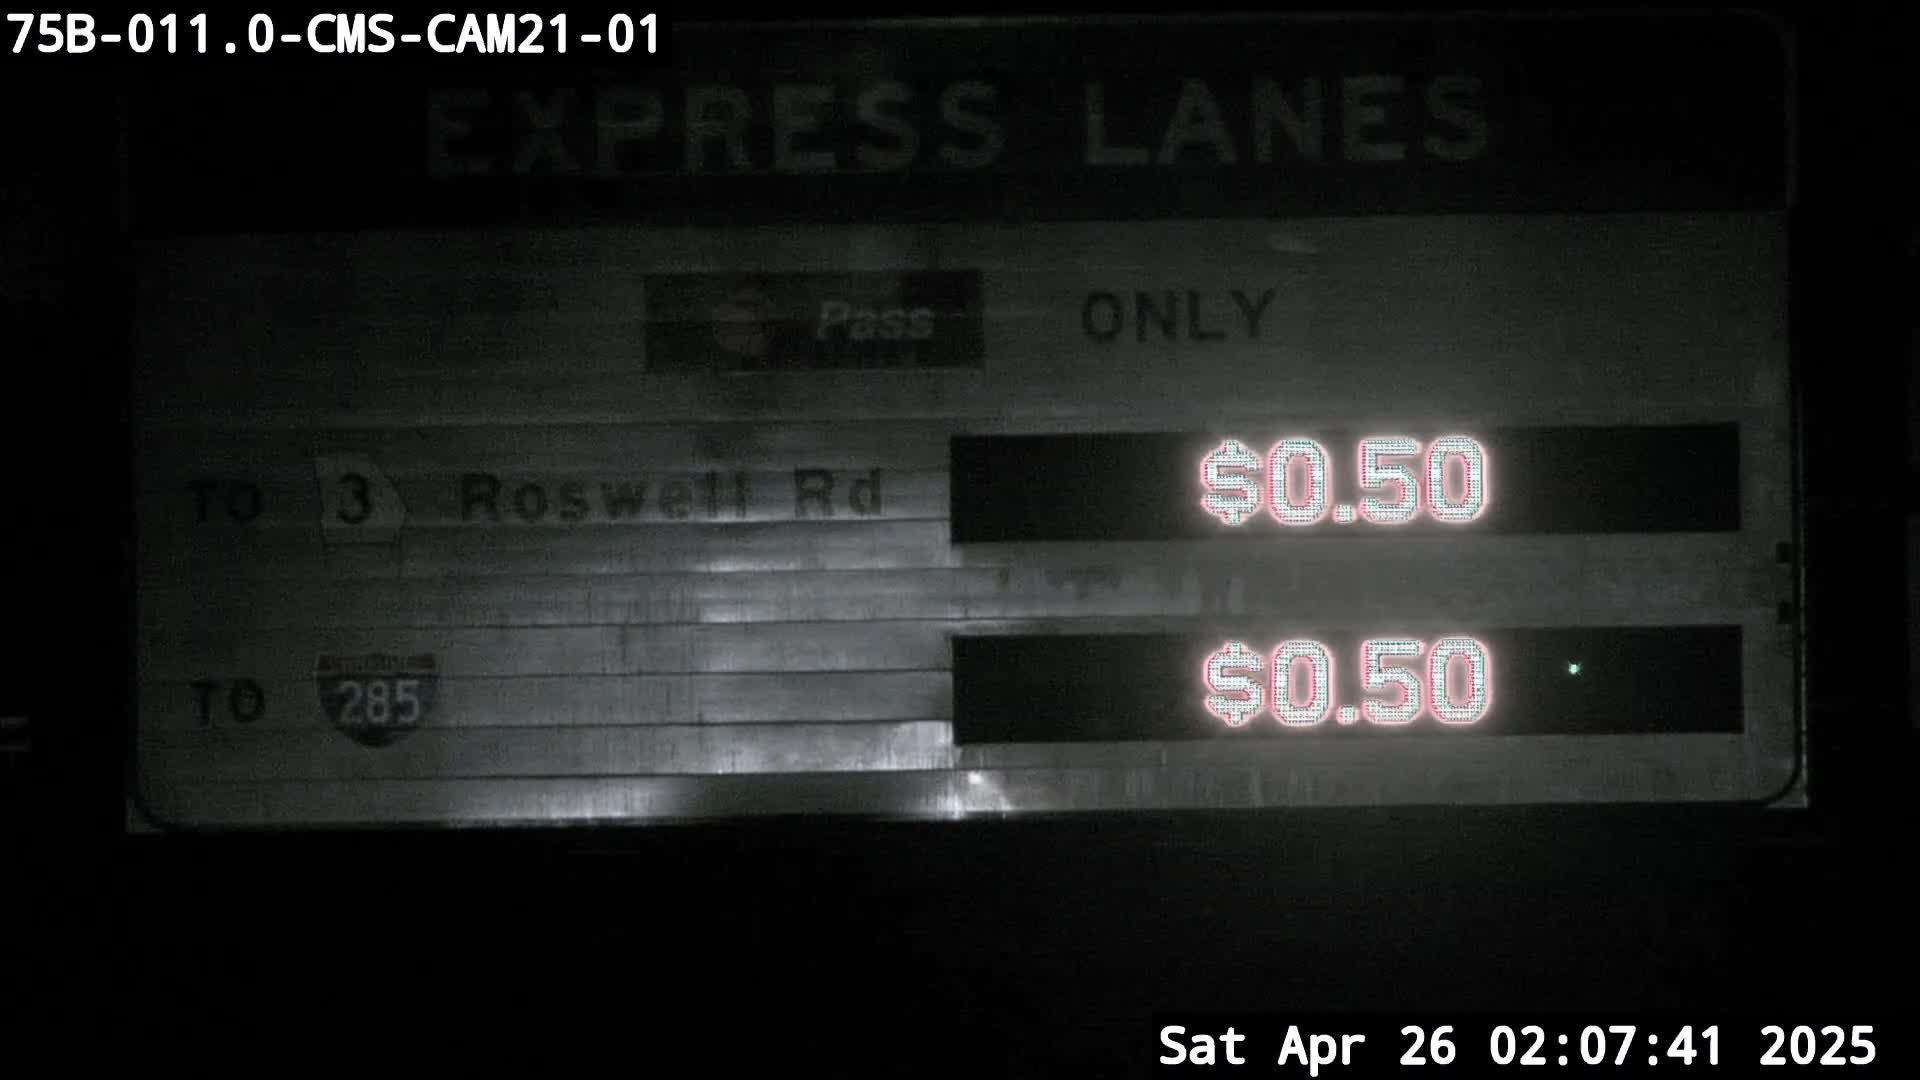 75B-011.0-CMS-CAM21-01
EXPRESS LANES
Pass ONLY
TO 3 Roswell Rd $0.50
TO 285 $0.50
Sat Apr 26 02:07:41 2025